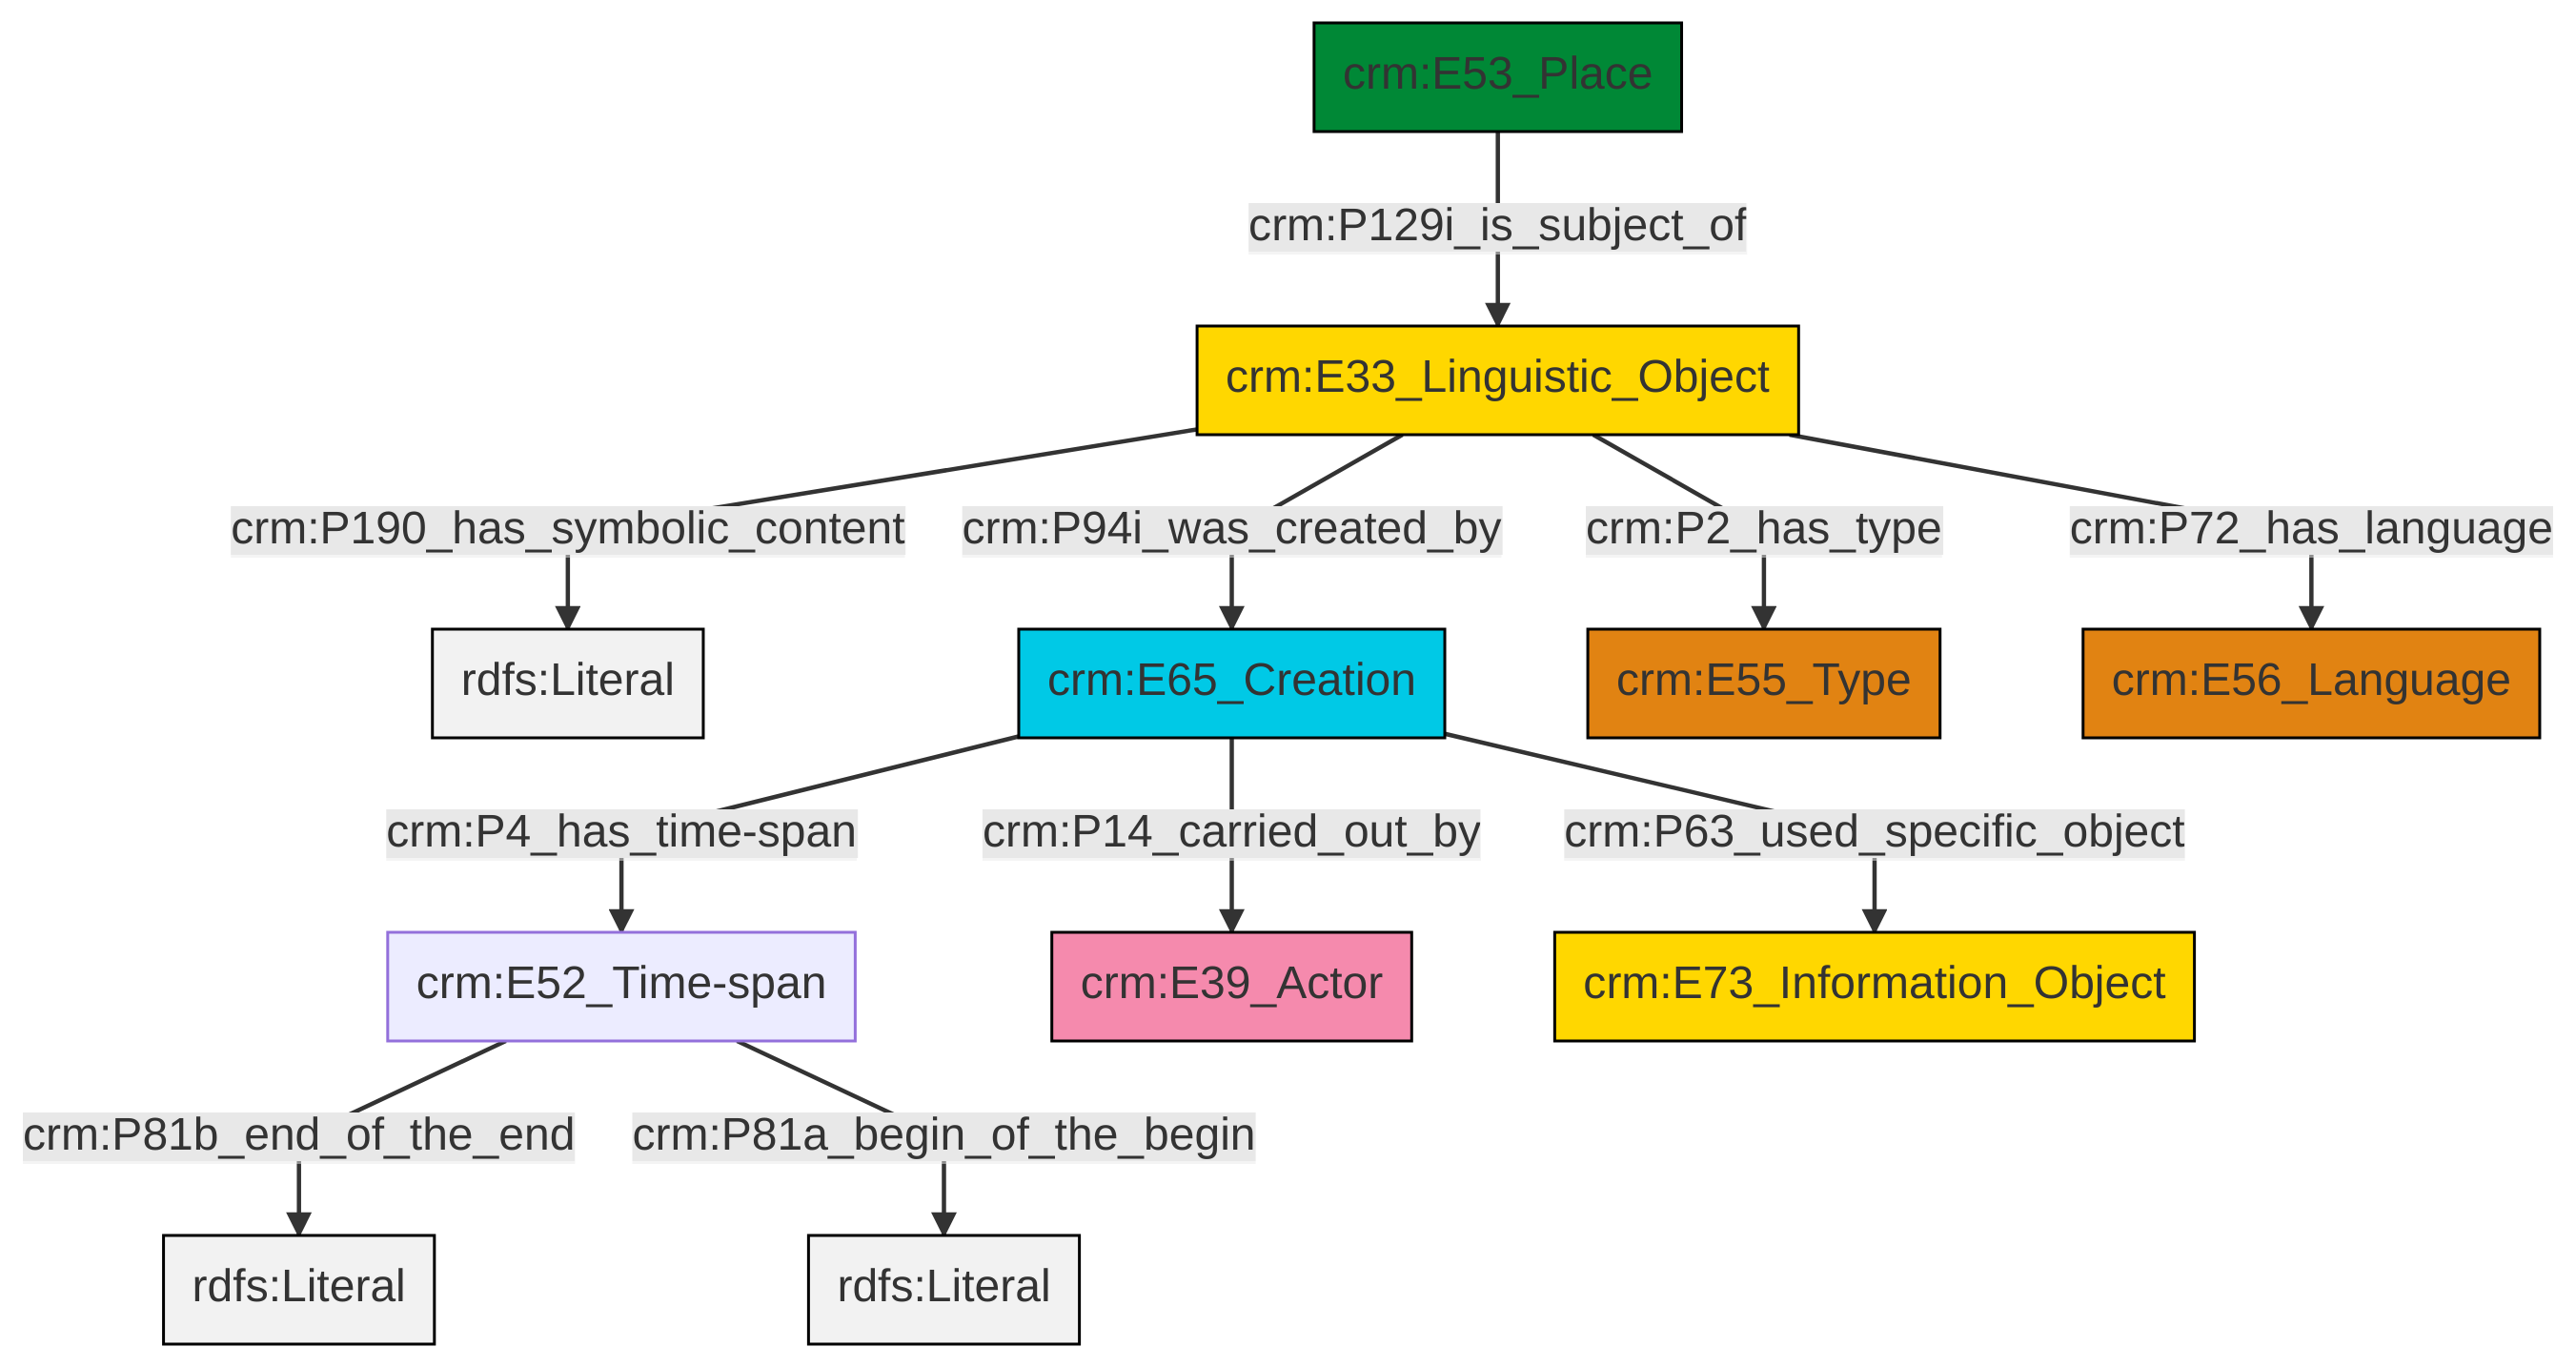 crm:E53_Place
crm:P129i_is_subject_of
crm:E33_Linguistic_Object
crm:P190_has_symbolic_content
crm:P94i_was_created_by
crm:P2_has_type
crm:P72_has_language
rdfs:Literal
crm:E65_Creation
crm:E55_Type
crm:E56_Language
crm:P4_has_time-span
crm:P14_carried_out_by
crm:P63_used_specific_object
crm:E52_Time-span
crm:E39_Actor
crm:E73_Information_Object
crm:P81b_end_of_the_end
crm:P81a_begin_of_the_begin
rdfs:Literal
rdfs:Literal